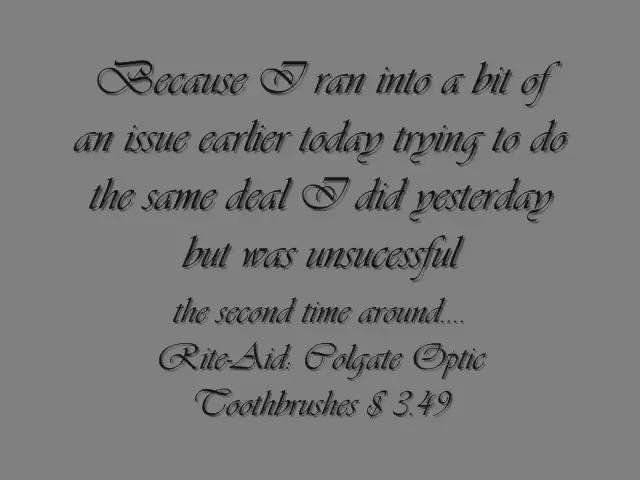 Because I ran into a bit of
an issue earlier today trying to do
the same deal I did yesterday
but was unsucessful
the second time around....
Rite-Aid: Colgate Optic
Toothbrushes $ 3.49